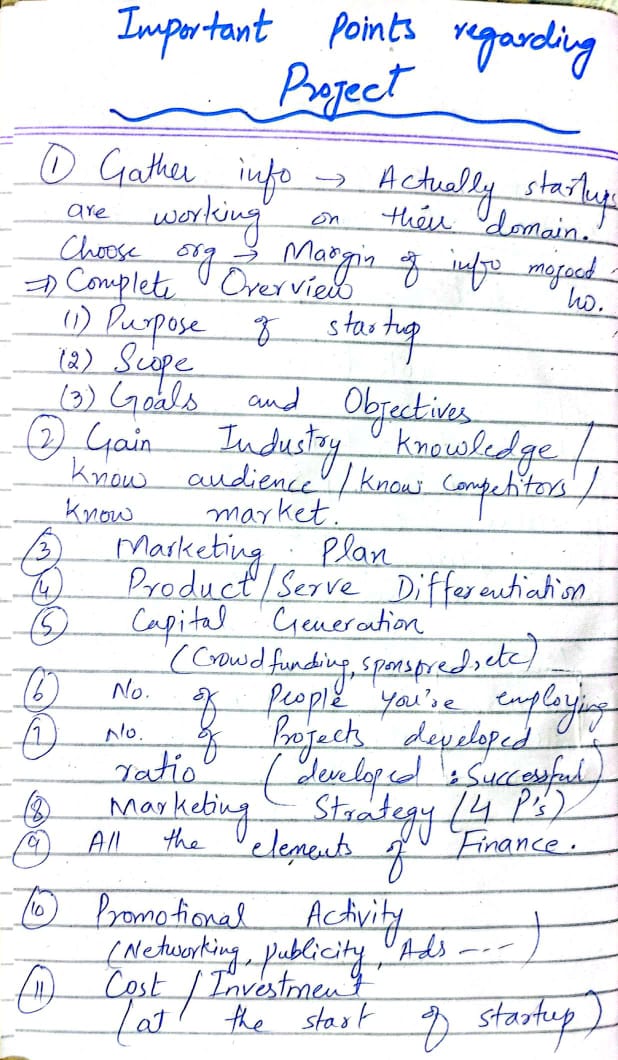 Important Points regarding
Project
① Gather info → Actually startups
are working on their domain.
Choose org → Margin of info mojood
ho.
⇒ Complete Overview
(1) Purpose of startup
(2) Scope
(3) Goals and Objectives
② Gain Industry Knowledge /
Know audience / Know Competitors /
Know market.
③ Marketing Plan
④ Product/Serve Differentiation
⑤ Capital Generation
(Crowdfunding, sponspred, etc)
⑥ No. of People you're employing
⑦ No. of Projects developed
ratio (developed : Successful)
⑧ Marketing Strategy (4 P's)
⑨ All the elements of Finance.
⑩ Promotional Activity
(Networking, publicity, Ads ---)
⑪ Cost / Investment
(at the start of startup)